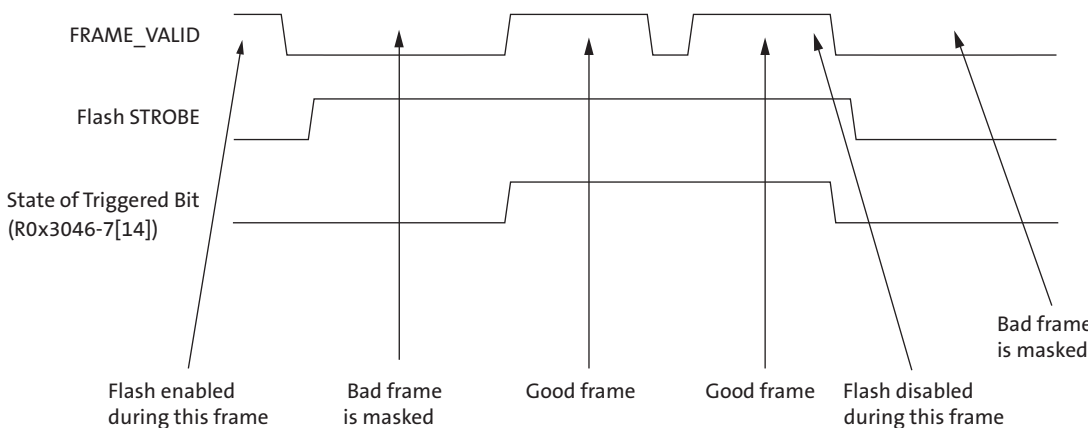 FRAME_VALID
Flash STROBE
State of Triggered Bit
(R0x3046-7[14])
Flash enabled
during this frame
Bad frame
is masked
Good frame
Good frame
Flash disabled
during this frame
Bad frame
is masked